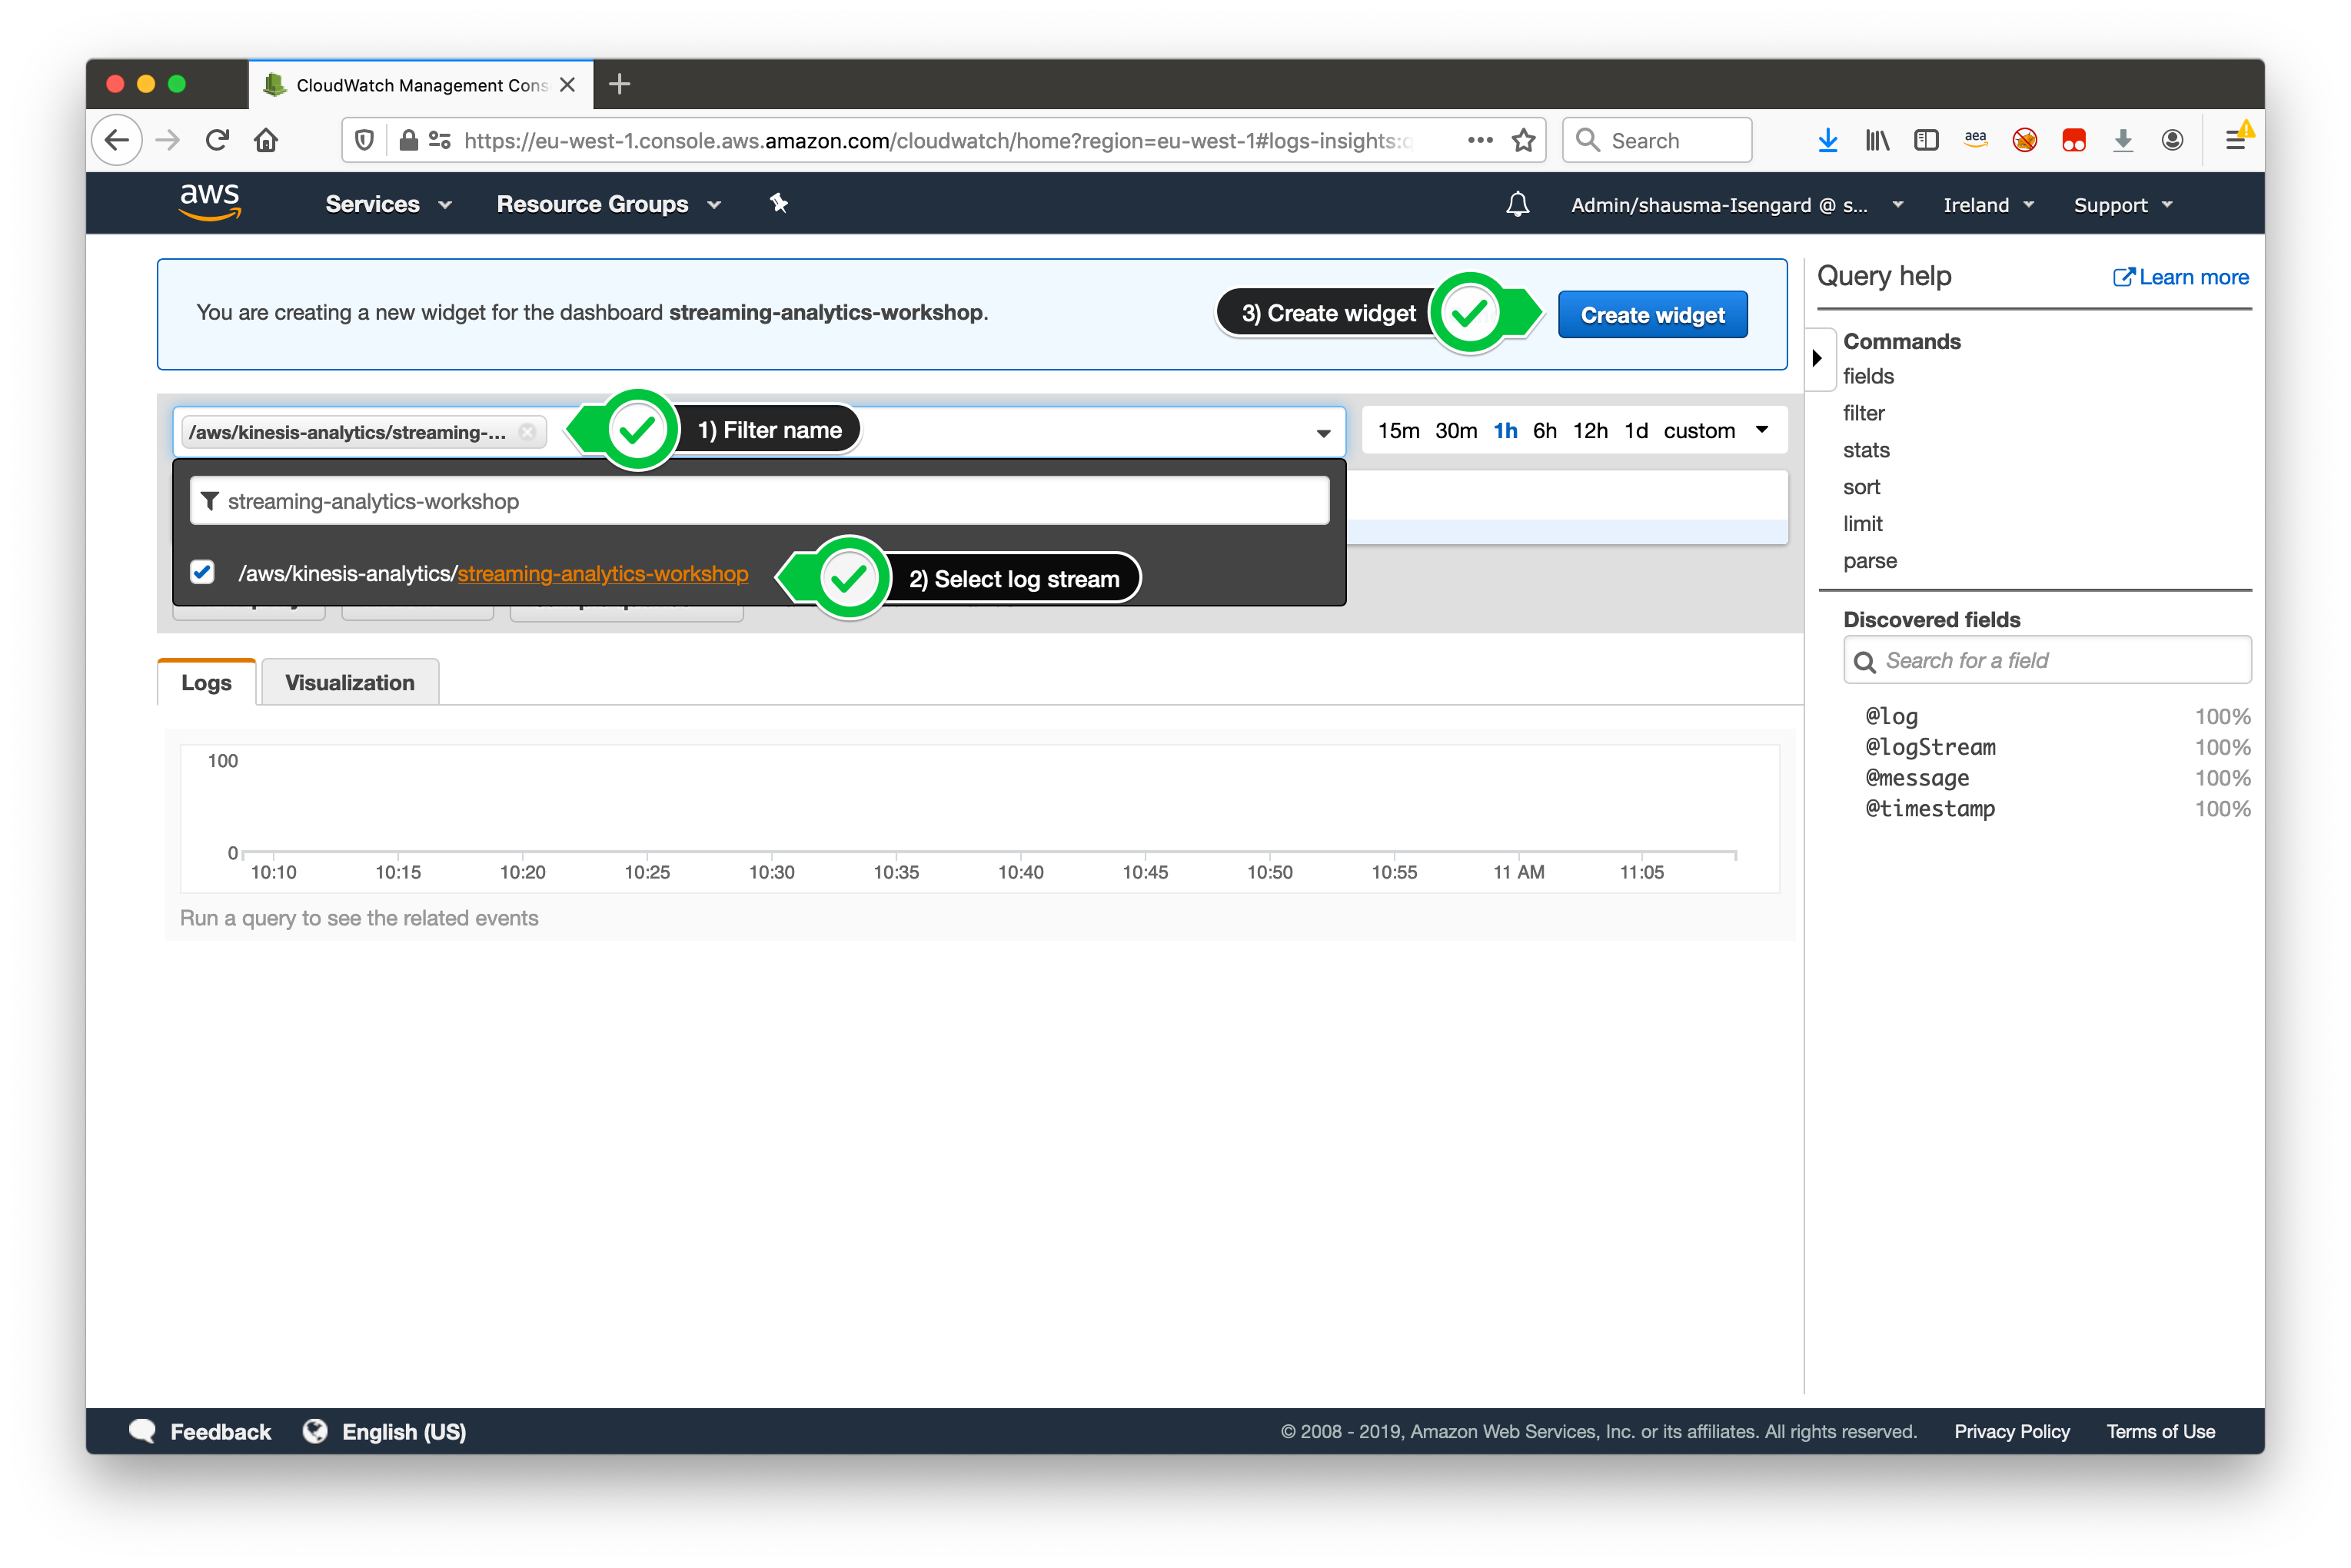 CloudWatch Management Cons
https://eu-west-1.console.aws.amazon.com/cloudwatch/home?region=eu-west-1#logs-insights:q
Search
aea
aws
Services
Resource Groups
Admin/shausma-Isengard @ s...
Ireland
Support
You are creating a new widget for the dashboard streaming-analytics-workshop.
3) Create widget
Create widget
/aws/kinesis-analytics/streaming-...
1) Filter name
15m 30m 1h 6h 12h 1d custom
streaming-analytics-workshop
/aws/kinesis-analytics/streaming-analytics-workshop
2) Select log stream
Logs
Visualization
100
0
10:10 10:15 10:20 10:25 10:30 10:35 10:40 10:45 10:50 10:55 11 AM 11:05
Run a query to see the related events
Query help
Learn more
Commands
fields
filter
stats
sort
limit
parse
Discovered fields
Search for a field
@log 100%
@logStream 100%
@message 100%
@timestamp 100%
Feedback
English (US)
© 2008 - 2019, Amazon Web Services, Inc. or its affiliates. All rights reserved.
Privacy Policy
Terms of Use